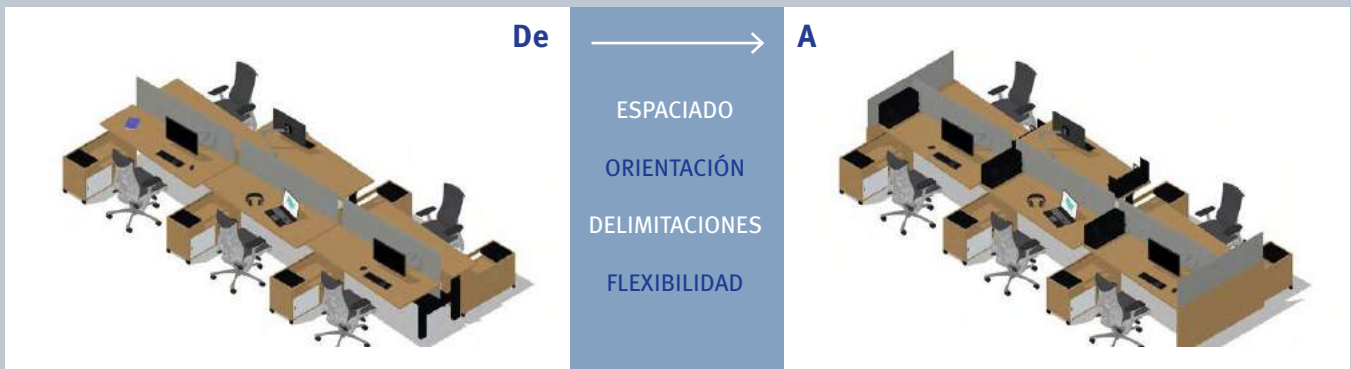 De
A
ESPACIADO
ORIENTACIÓN
DELIMITACIONES
FLEXIBILIDAD